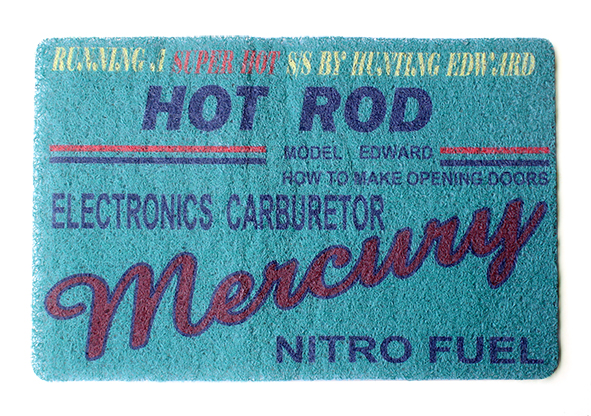 RUNNING A SUPER HOT S/S BY HUNTING EDWARD
HOT ROD
MODEL . EDWARD
HOW TO MAKE OPENING DOORS
ELECTRONICS CARBURETOR
Mercury
NITRO FUEL